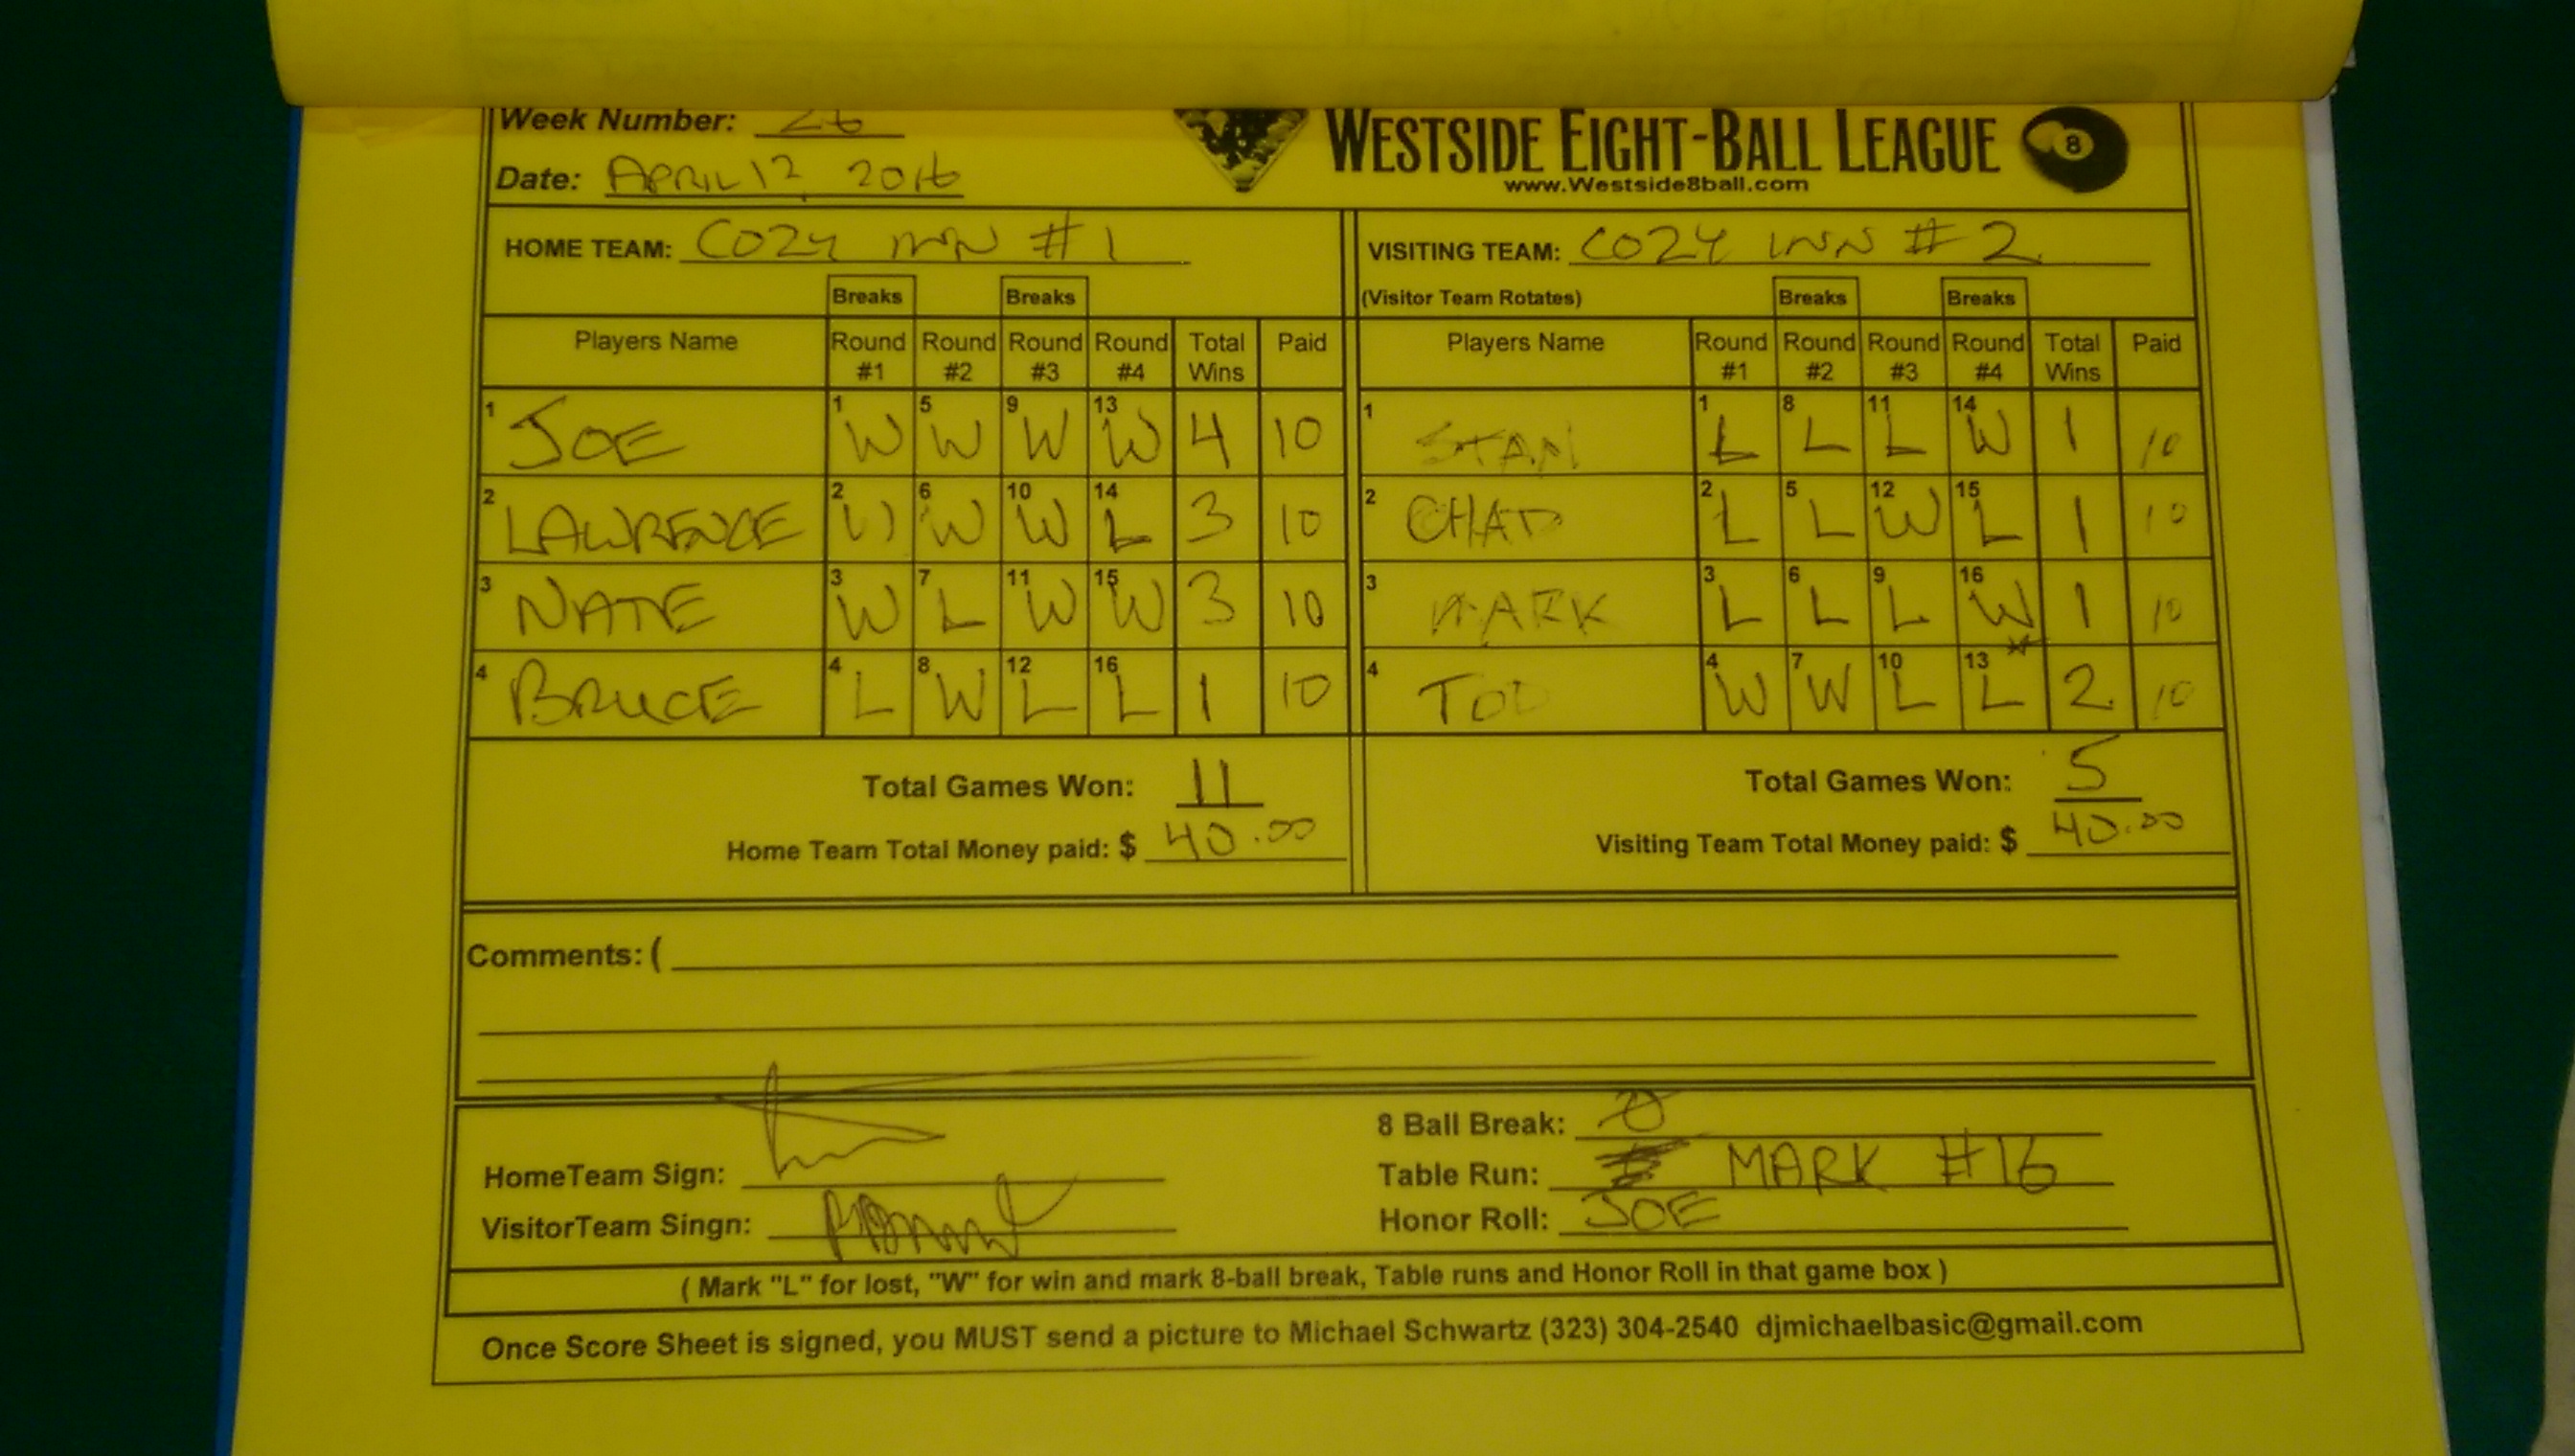 Week Number: 26
WESTSIDE EIGHT-BALL LEAGUE
8
Date: APRIL 12, 2016
www.Westside8ball.com
HOME TEAM: COZY INN #1 VISITING TEAM: COZY INN #2
Breaks Breaks (Visitor Team Rotates) Breaks Breaks
Players Name Round #1 Round #2 Round #3 Round #4 Total Wins Paid Players Name Round #1 Round #2 Round #3 Round #4 Total Wins Paid
1 JOE 1 W 5 W 9 W 13 W 4 10 1 STAN 1 L 8 L 11 L 14 W 1 10
2 LAWRENCE 2 W 6 W 10 W 14 L 3 10 2 CHAD 2 L 5 L 12 W 15 L 1 10
3 NATE 3 W 7 L 11 W 15 W 3 10 3 MARK 3 L 6 L 9 L 16 W * 1 10
4 BRUCE 4 L 8 W 12 L 16 L 1 10 4 TOD 4 W 7 W 10 L 13 L 2 10
Total Games Won: 11 Total Games Won: 5
Home Team Total Money paid: $ 40.00 Visiting Team Total Money paid: $ 40.00
Comments: (
8 Ball Break: 0
HomeTeam Sign: Table Run: MARK #16
VisitorTeam Singn: Honor Roll: JOE
( Mark "L" for lost, "W" for win and mark 8-ball break, Table runs and Honor Roll in that game box )
Once Score Sheet is signed, you MUST send a picture to Michael Schwartz (323) 304-2540 djmichaelbasic@gmail.com